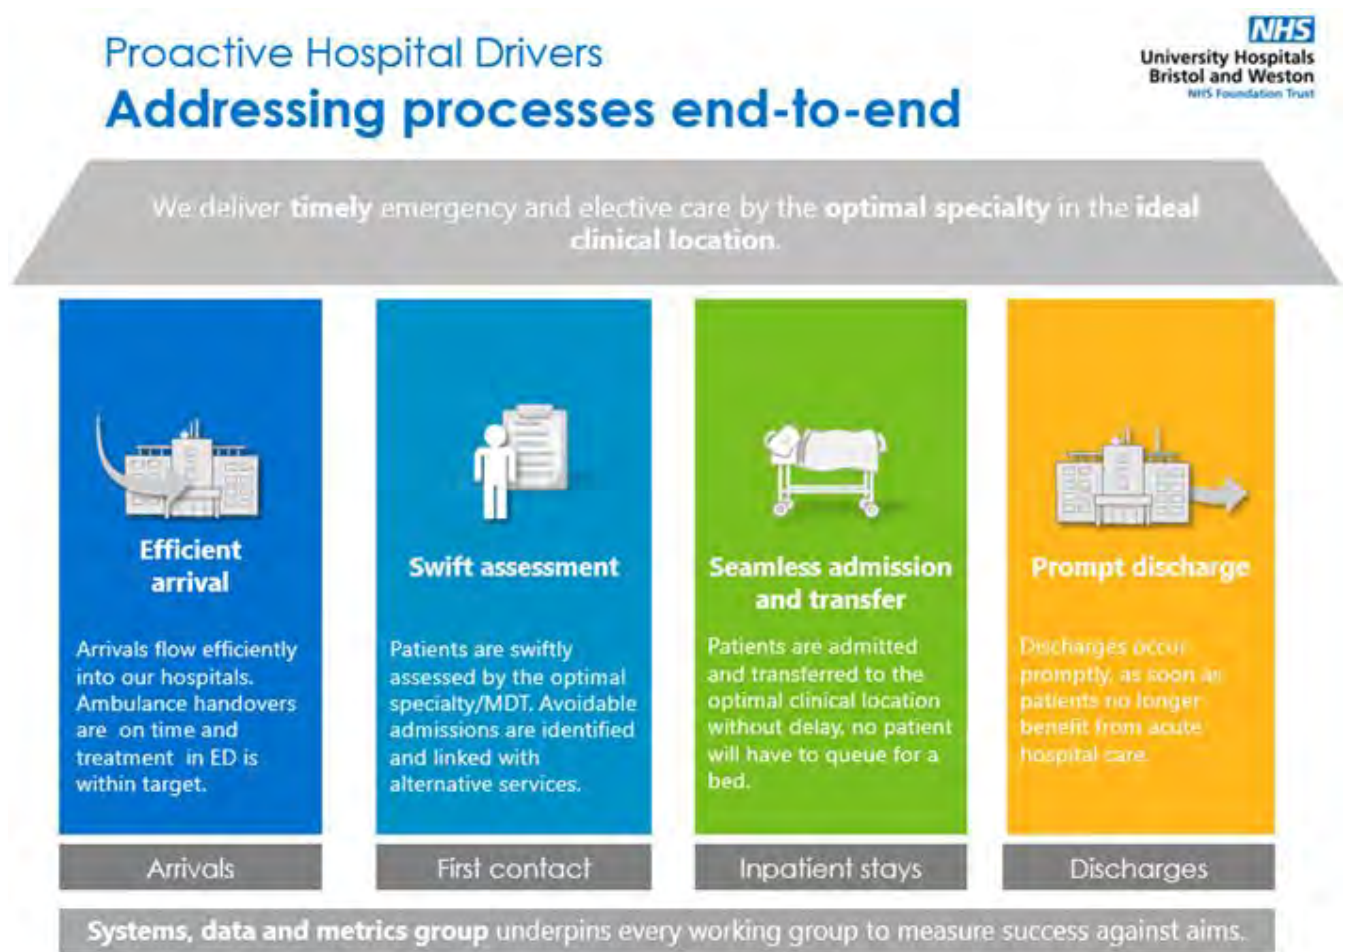 Proactive Hospital Drivers
Addressing processes end-to-end
NHS
University Hospitals
Bristol and Weston
NHS Foundation Trust
We deliver timely emergency and elective care by the optimal specialty in the ideal
clinical location.
Efficient
arrival
Arrivals flow efficiently
into our hospitals.
Ambulance handovers
are on time and
treatment in ED is
within target.
Arrivals
Swift assessment
Patients are swiftly
assessed by the optimal
specialty/MDT. Avoidable
admissions are identified
and linked with
alternative services.
First contact
Seamless admission
and transfer
Patients are admitted
and transferred to the
optimal clinical location
without delay, no patient
will have to queue for a
bed.
Inpatient stays
Prompt discharge
Discharges occur
promptly, as soon as
patients no longer
benefit from acute
hospital care.
Discharges
Systems, data and metrics group underpins every working group to measure success against aims.